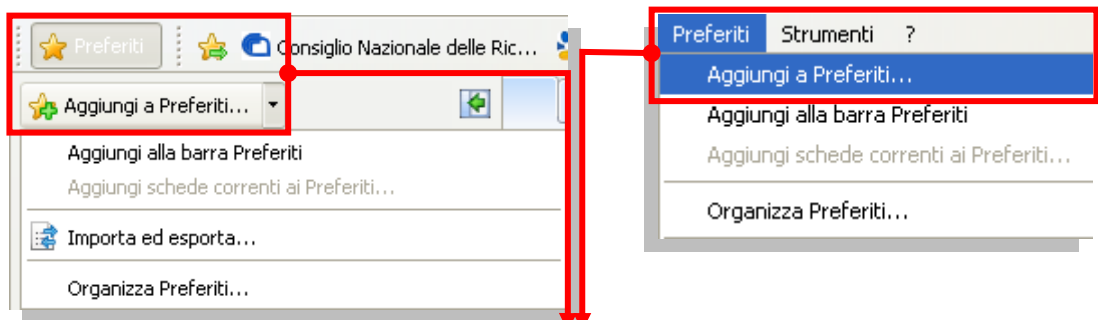 Preferiti
Consiglio Nazionale delle Ric...
Aggiungi a Preferiti...
Aggiungi alla barra Preferiti
Aggiungi schede correnti ai Preferiti...
Importa ed esporta...
Organizza Preferiti...
Preferiti Strumenti ?
Aggiungi a Preferiti...
Aggiungi alla barra Preferiti
Aggiungi schede correnti ai Preferiti...
Organizza Preferiti...